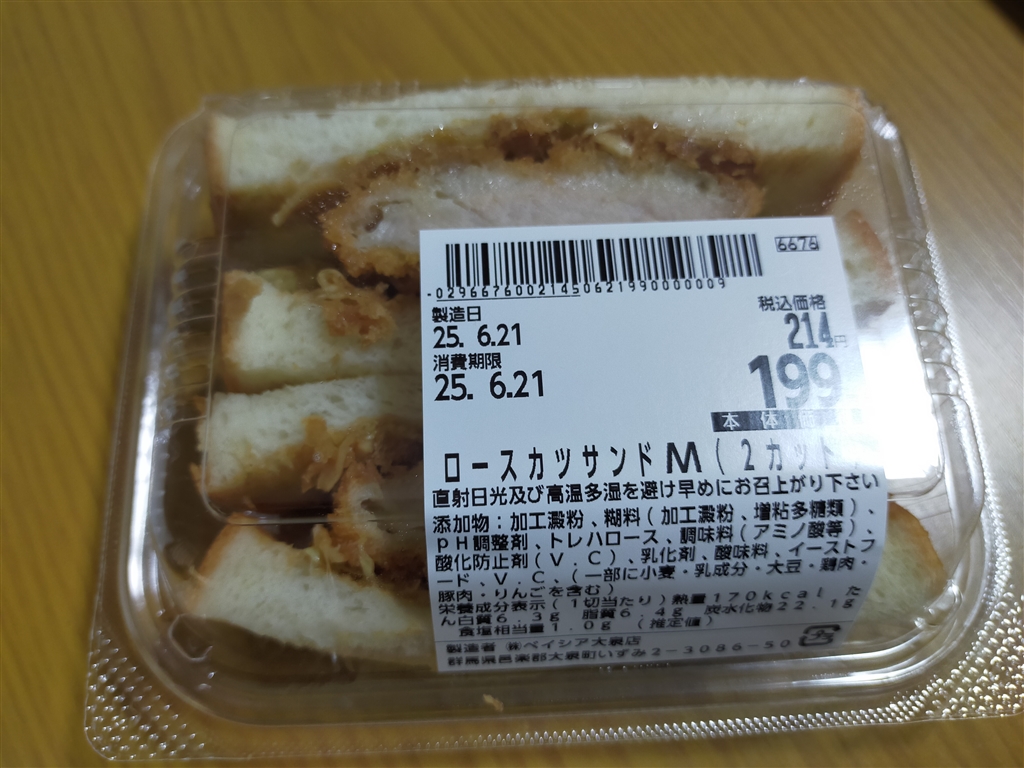 6676
029667600214506219900000009
製造日
25. 6.21
消費期限
25. 6.21
税込価格
214円
199
本体
ロースカツサンドM(2カット
直射日光及び高温多湿を避け早めにお召上がり下さい
添加物:加工澱粉、糊料(加工澱粉、増粘多糖類)、
pH調整剤、トレハロース、調味料(アミノ酸等)、
酸化防止剤(V.C)、乳化剤、酸味料、イーストフ
ード、V.C、(一部に小麦・乳成分・大豆・鶏肉・
豚肉・りんごを含む)
栄養成分表示(1切当たり)熱量170kcal た
ん白質6.3g 脂質6.4g 炭水化物22.1g
食塩相当量1.0g (推定値)
製造者 ㈱ベイシア大泉店
群馬県邑楽郡大泉町いずみ2-3086-50
プラ